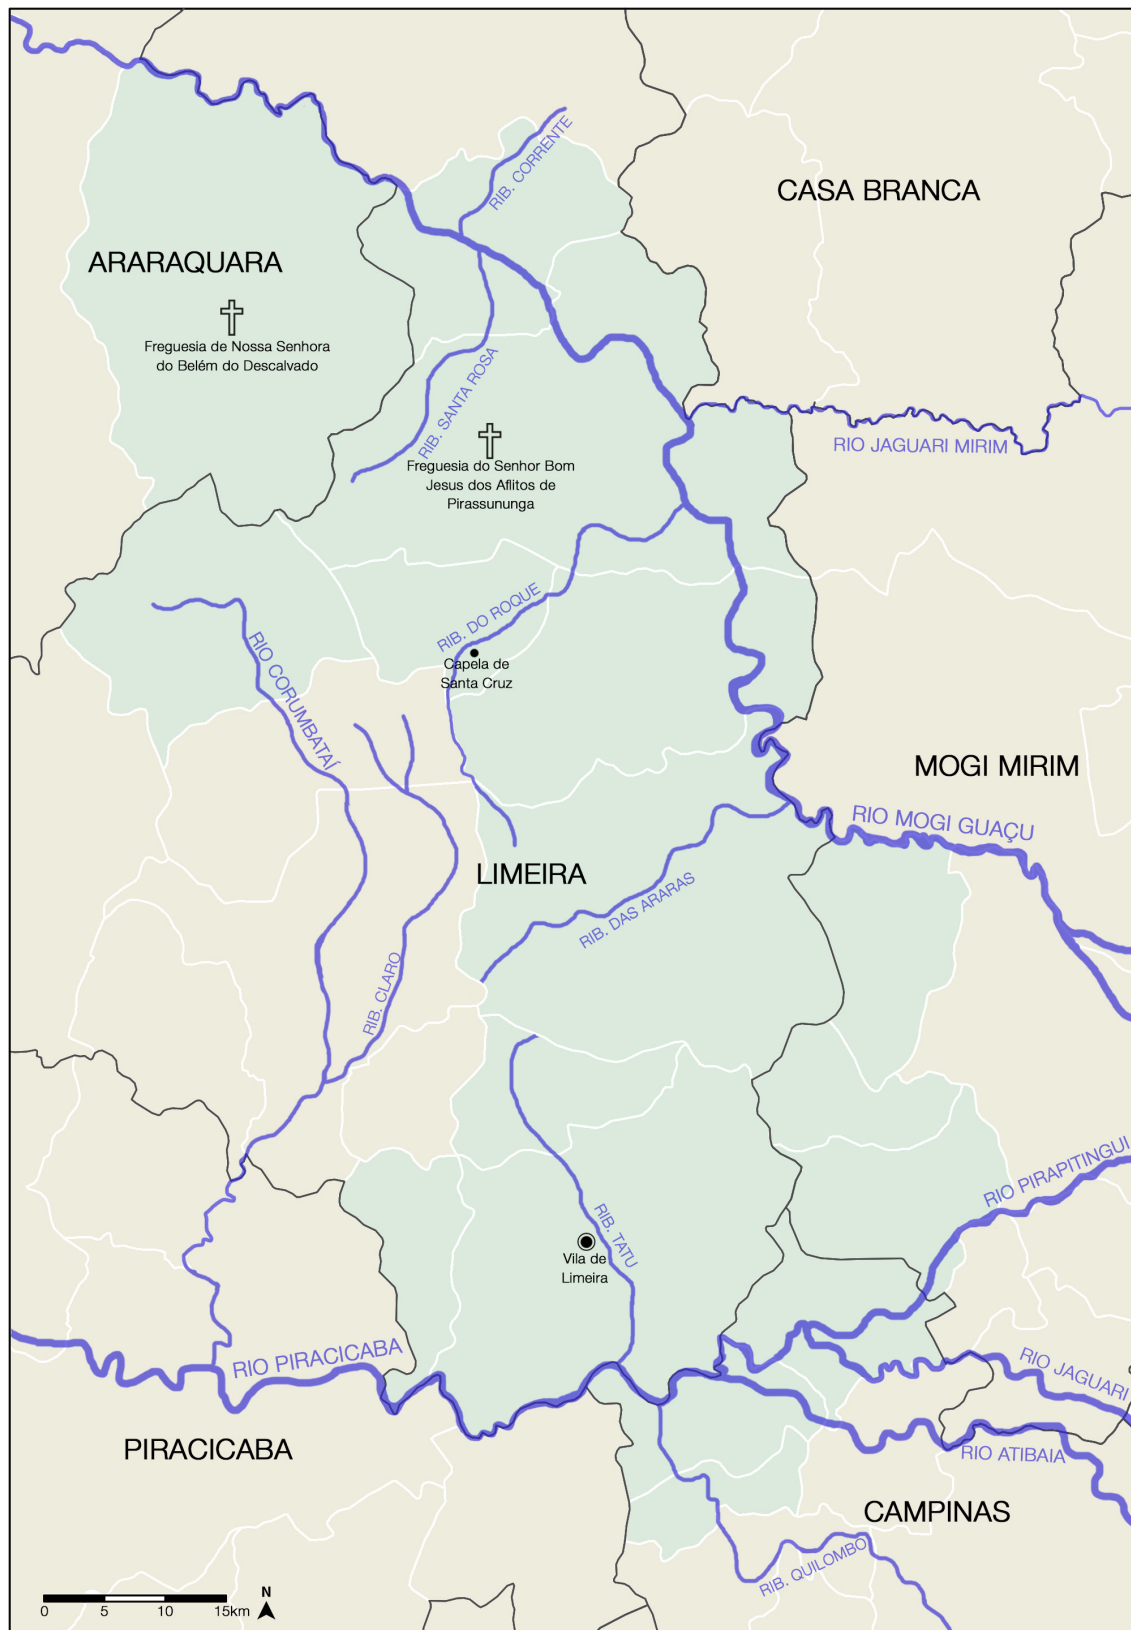 RIB. CORRENTE
CASA BRANCA
ARARAQUARA
Freguesia de Nossa Senhora
do Belém do Descalvado
RIB. SANTA ROSA
RIO JAGUARI MIRIM
Freguesia do Senhor Bom
Jesus dos Aflitos de
Pirassununga
RIB. DO ROQUE
Capela de
Santa Cruz
RIO CORUMBATAÍ
MOGI MIRIM
RIO MOGI GUAÇU
LIMEIRA
RIB. DAS ARARAS
RIB. CLARO
RIO PIRAPITINGUI
RIB. TATU
Vila de
Limeira
RIO PIRACICABA
RIO JAGUARI
PIRACICABA
RIO ATIBAIA
CAMPINAS
RIB. QUILOMBO
N
0 5 10 15km